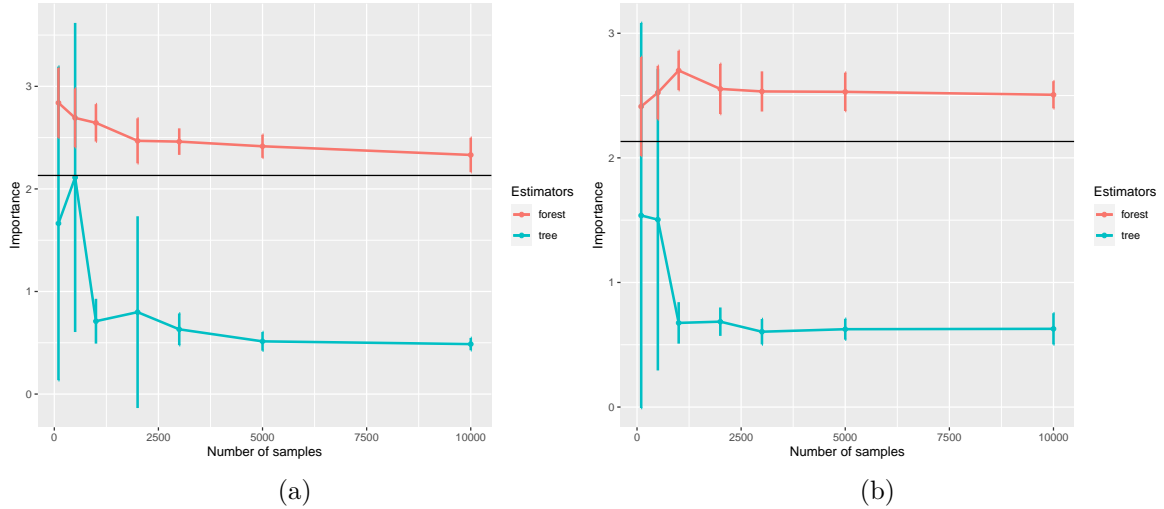 3
2
1
0
0
2500
5000
7500
10000
Number of samples
Importance
Estimators
forest
tree
(a)
3
2
1
0
0
2500
5000
7500
10000
Number of samples
Importance
Estimators
forest
tree
(b)